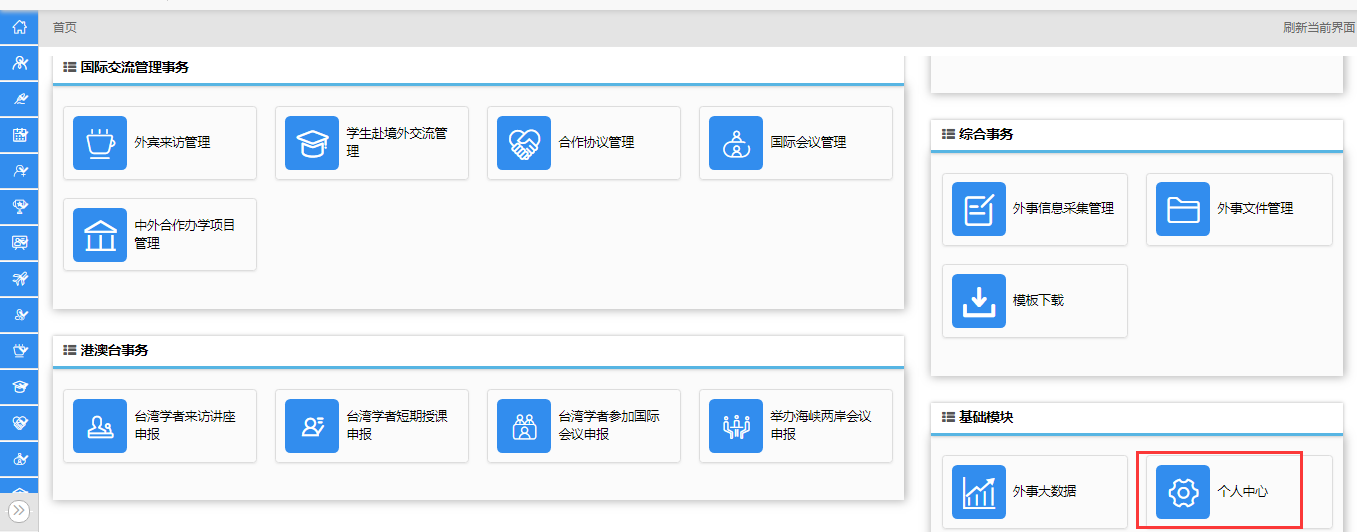 首页
刷新当前界面
国际交流管理事务
外宾来访管理
学生赴境外交流管
理
合作协议管理
国际会议管理
中外合作办学项目
管理
港澳台事务
台湾学者来访讲座
申报
台湾学者短期授课
申报
台湾学者参加国际
会议申报
举办海峡两岸会议
申报
综合事务
外事信息采集管理
外事文件管理
模板下载
基础模块
外事大数据
个人中心